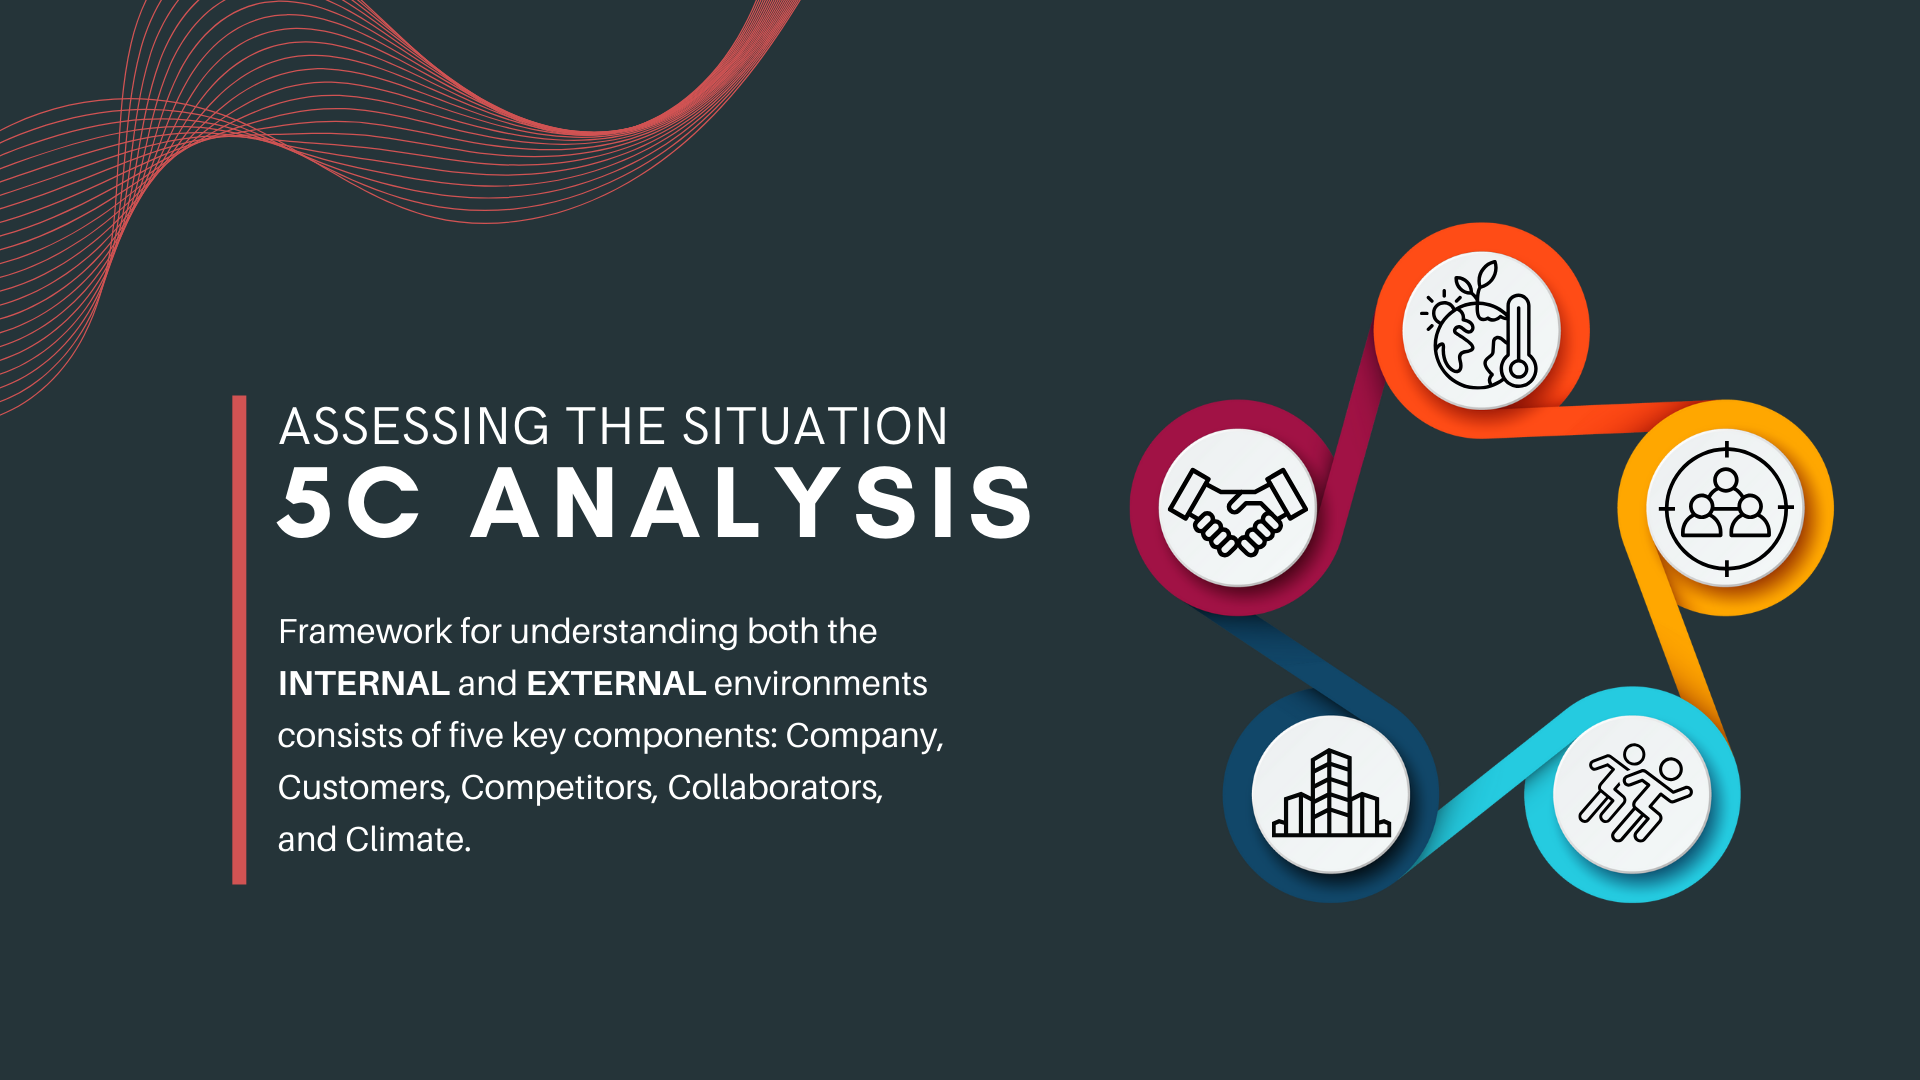 ASSESSING THE SITUATION
5C ANALYSIS
Framework for understanding both the
INTERNAL and EXTERNAL environments
consists of five key components: Company,
Customers, Competitors, Collaborators,
and Climate.